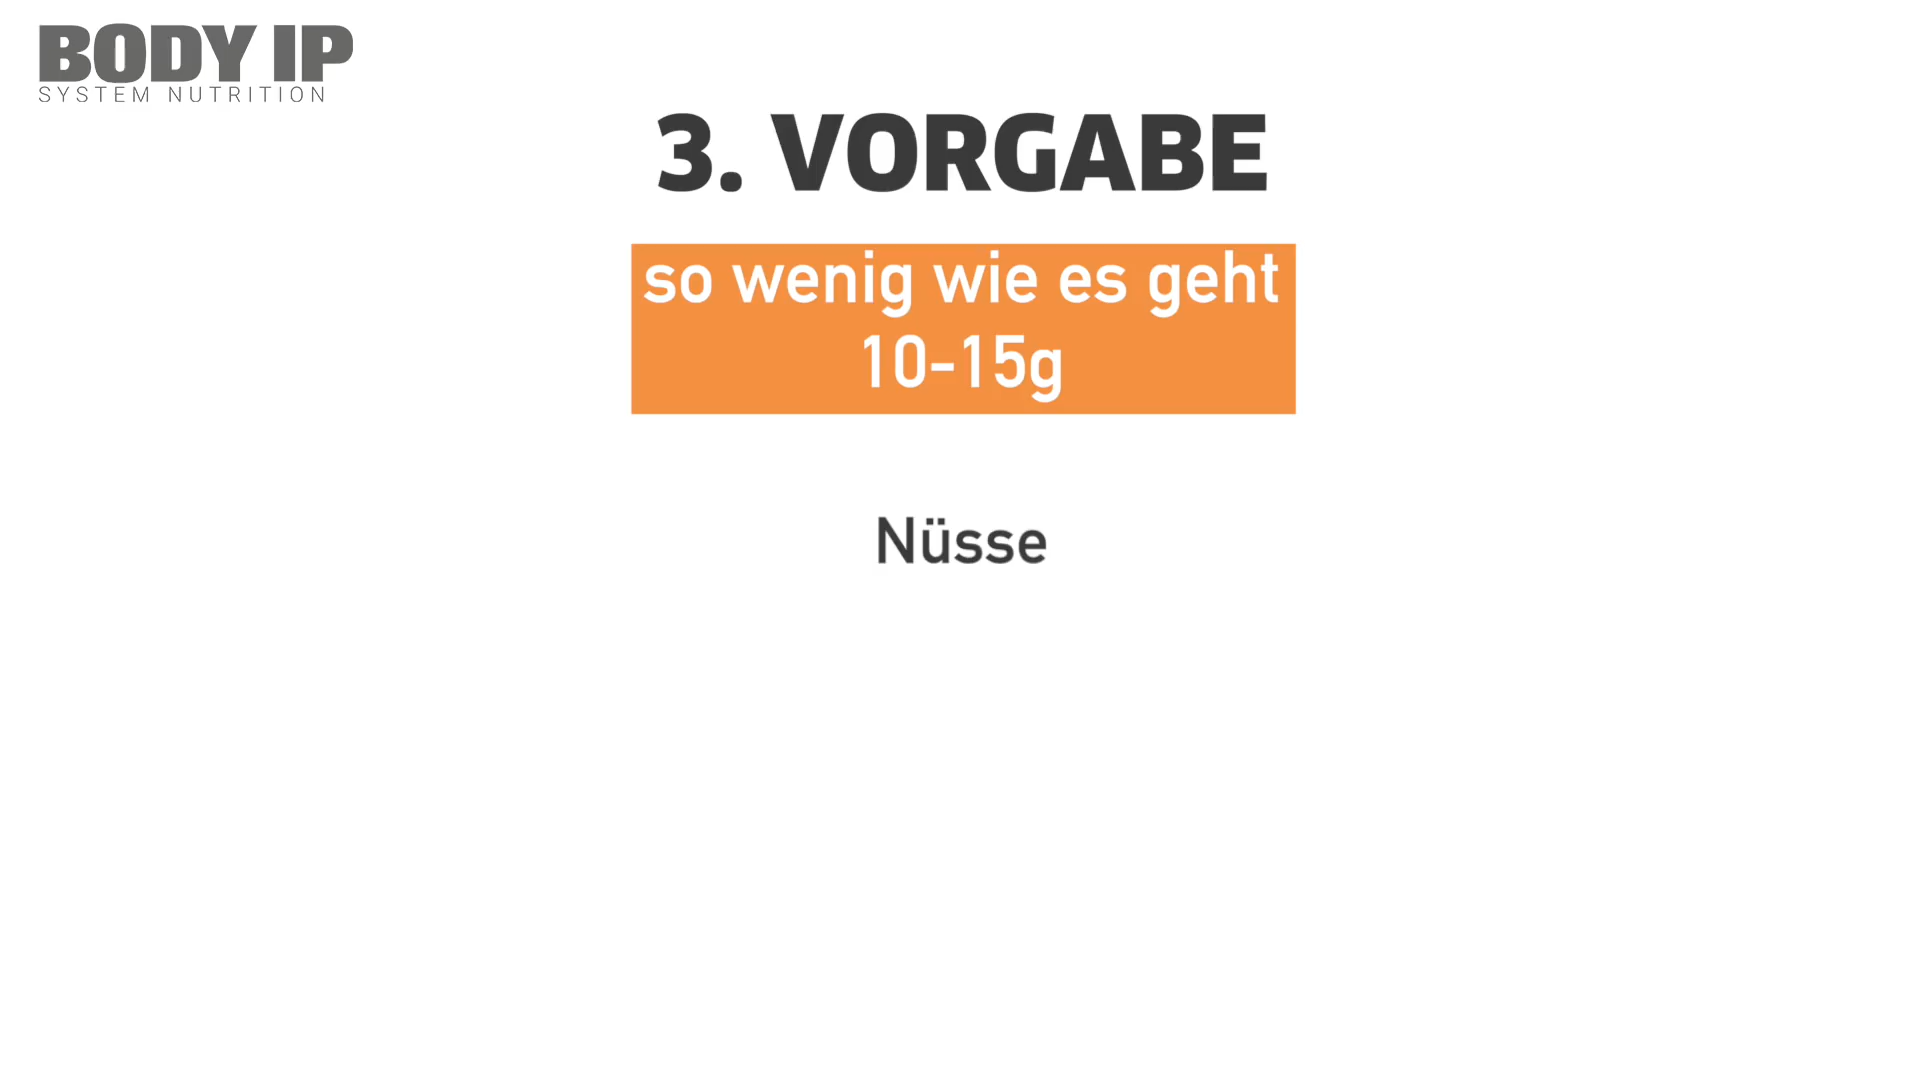 BODY IP
SYSTEM NUTRITION
3. VORGABE
so wenig wie es geht
10-15g
Nüsse